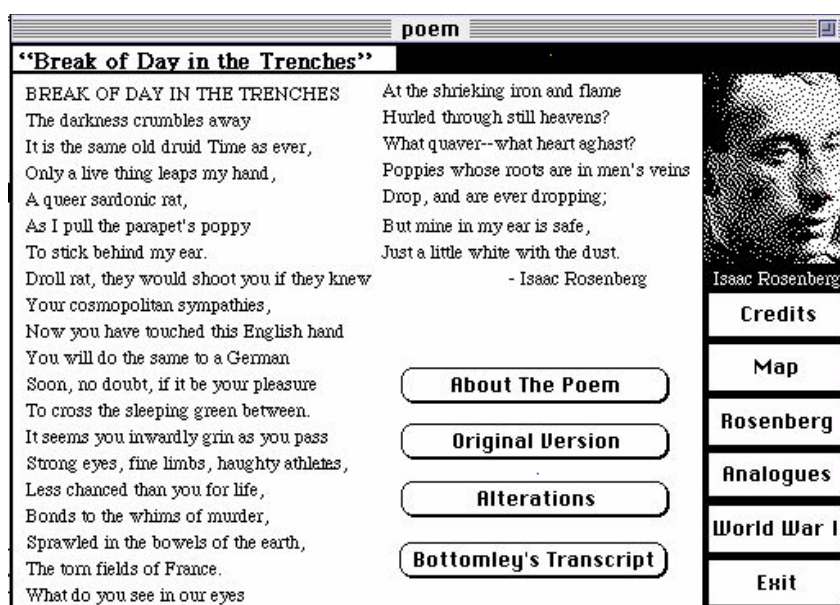 poem
“Break of Day in the Trenches”
BREAK OF DAY IN THE TRENCHES
The darkness crumbles away
It is the same old druid Time as ever,
Only a live thing leaps my hand,
A queer sardonic rat,
As I pull the parapet's poppy
To stick behind my ear.
Droll rat, they would shoot you if they knew
Your cosmopolitan sympathies,
Now you have touched this English hand
You will do the same to a German
Soon, no doubt, if it be your pleasure
To cross the sleeping green between.
It seems you inwardly grin as you pass
Strong eyes, fine limbs, haughty athletes,
Less chanced than you for life,
Bonds to the whims of murder,
Sprawled in the bowels of the earth,
The torn fields of France.
What do you see in our eyes
At the shrieking iron and flame
Hurled through still heavens?
What quaver--what heart aghast?
Poppies whose roots are in men's veins
Drop, and are ever dropping;
But mine in my ear is safe,
Just a little white with the dust.
- Isaac Rosenberg
About The Poem
Original Version
Alterations
Bottomley's Transcript
Isaac Rosenberg
Credits
Map
Rosenberg
Analogues
World War I
Exit